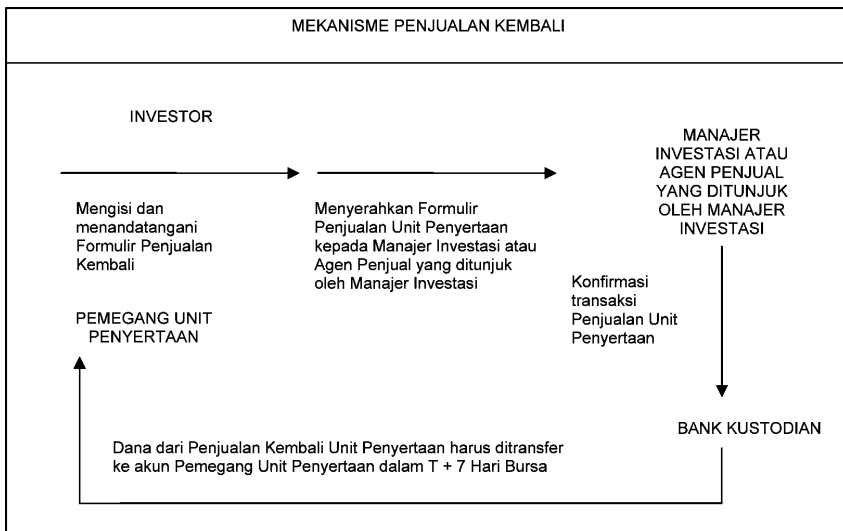 MEKANISME PENJUALAN KEMBALI
INVESTOR
Mengisi dan
menandatangani
Formulir Penjualan
Kembali
Menyerahkan Formulir
Penjualan Unit Penyertaan
kepada Manajer Investasi atau
Agen Penjual yang ditunjuk
oleh Manajer Investasi
MANAJER
INVESTASI ATAU
AGEN PENJUAL
YANG DITUNJUK
OLEH MANAJER
INVESTASI
Konfirmasi
transaksi
Penjualan Unit
Penyertaan
BANK KUSTODIAN
Dana dari Penjualan Kembali Unit Penyertaan harus ditransfer
ke akun Pemegang Unit Penyertaan dalam T + 7 Hari Bursa
PEMEGANG UNIT
PENYERTAAN